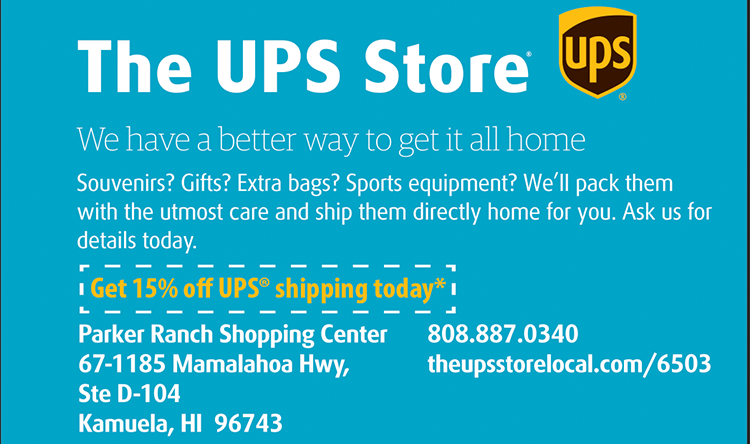 The UPS Store®
ups®
We have a better way to get it all home
Souvenirs? Gifts? Extra bags? Sports equipment? We’ll pack them
with the utmost care and ship them directly home for you. Ask us for
details today.
Get 15% off UPS® shipping today*
Parker Ranch Shopping Center
67-1185 Mamalahoa Hwy,
Ste D-104
Kamuela, HI 96743
808.887.0340
theupsstorelocal.com/6503